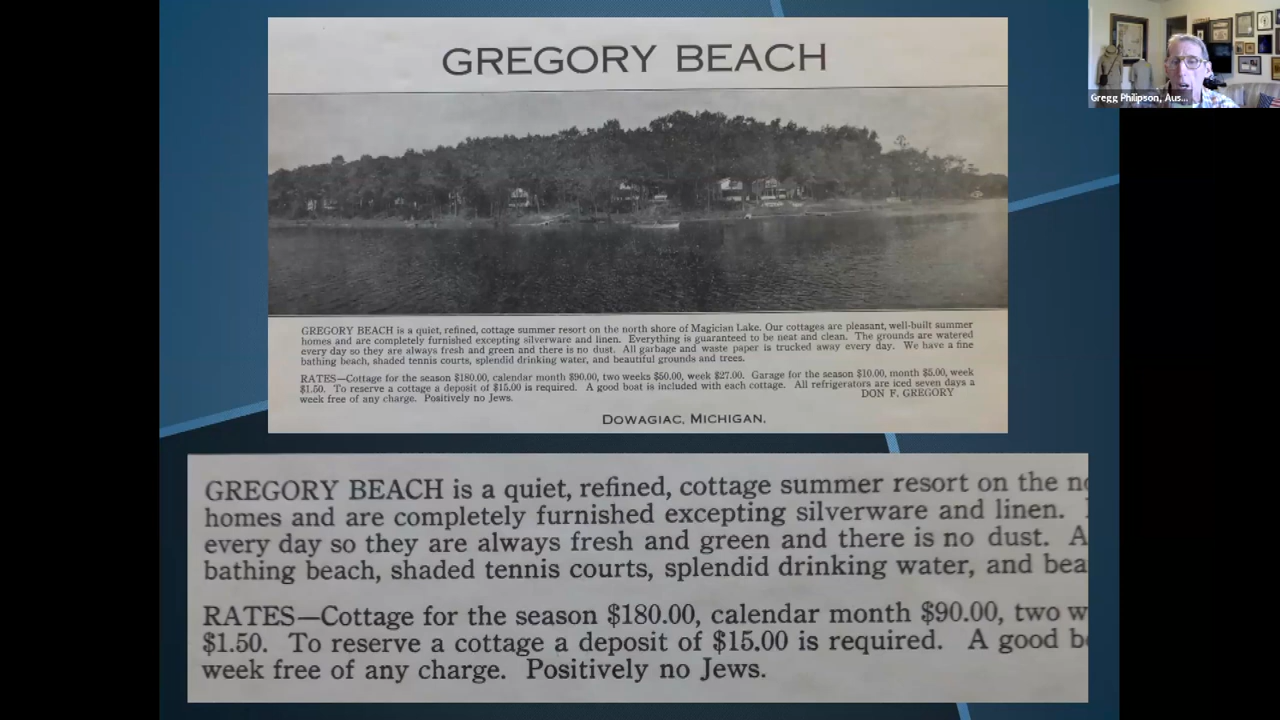 GREGORY BEACH
GREGORY BEACH is a quiet, refined, cottage summer resort on the north shore of Magician Lake. Our cottages are pleasant, well-built summer
homes and are completely furnished excepting silverware and linen. Everything is guaranteed to be neat and clean. The grounds are watered
every day so they are always fresh and green and there is no dust. All garbage and waste paper is trucked away every day. We have a fine
bathing beach, shaded tennis courts, splendid drinking water, and beautiful grounds and trees.
RATES—Cottage for the season $180.00, calendar month $90.00, two weeks $50.00, week $27.00. Garage for the season $10.00, month $5.00, week
$1.50. To reserve a cottage a deposit of $15.00 is required. A good boat is included with each cottage. All refrigerators are iced seven days a
week free of any charge. Positively no Jews.
DON F. GREGORY
DOWAGIAC, MICHIGAN.
GREGORY BEACH is a quiet, refined, cottage summer resort on the no
homes and are completely furnished excepting silverware and linen.
every day so they are always fresh and green and there is no dust. A
bathing beach, shaded tennis courts, splendid drinking water, and bea
RATES—Cottage for the season $180.00, calendar month $90.00, two w
$1.50. To reserve a cottage a deposit of $15.00 is required. A good b
week free of any charge. Positively no Jews.
Gregg Philipson, Aus...